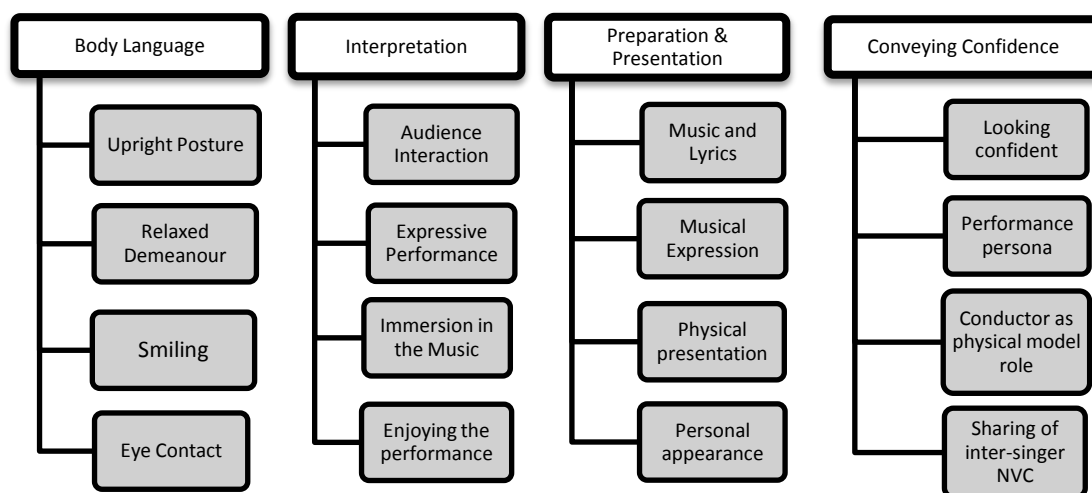 Body Language
Upright Posture
Relaxed
Demeanour
Smiling
Eye Contact
Interpretation
Audience
Interaction
Expressive
Performance
Immersion in
the Music
Enjoying the
performance
Preparation &
Presentation
Music and
Lyrics
Musical
Expression
Physical
presentation
Personal
appearance
Conveying Confidence
Looking
confident
Performance
persona
Conductor as
physical model
role
Sharing of
inter-singer
NVC